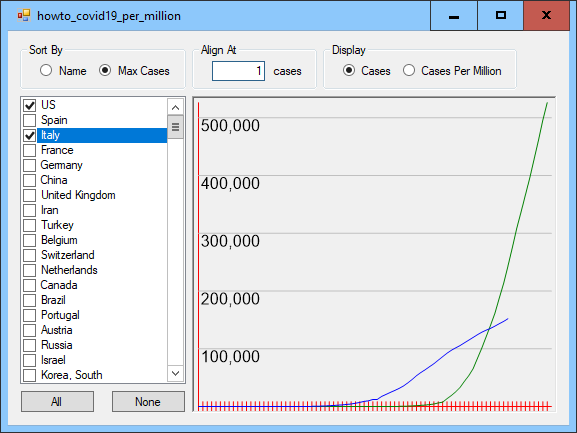 howto_covid19_per_million
Sort By
Name
Max Cases
Align At
1 cases
Display
Cases
Cases Per Million
US
Spain
Italy
France
Germany
China
United Kingdom
Iran
Turkey
Belgium
Switzerland
Netherlands
Canada
Brazil
Portugal
Austria
Russia
Israel
Korea, South
All
None
500,000
400,000
300,000
200,000
100,000